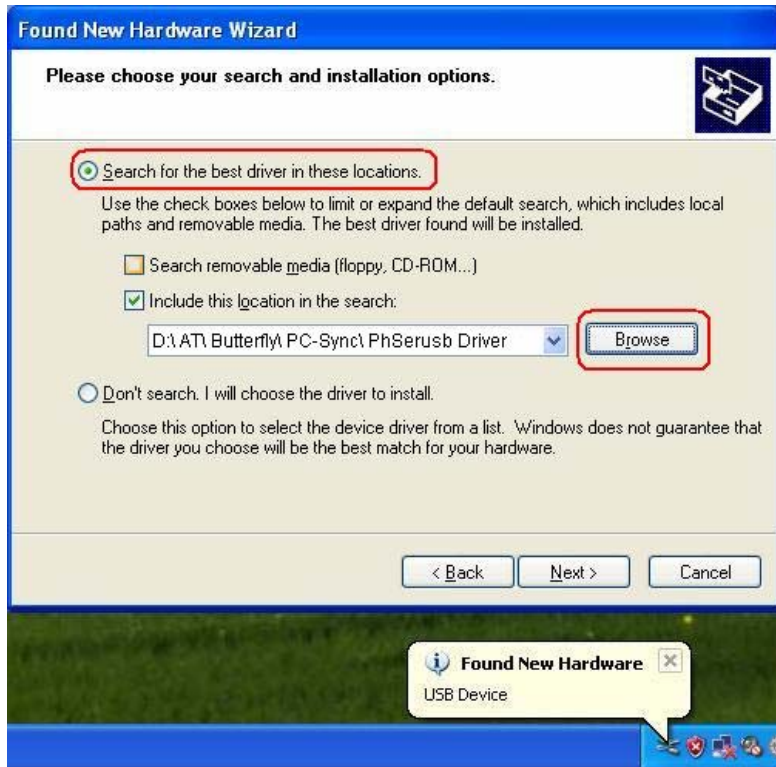 Found New Hardware Wizard
Please choose your search and installation options.
Search for the best driver in these locations.
Use the check boxes below to limit or expand the default search, which includes local
paths and removable media. The best driver found will be installed.
Search removable media (floppy, CD-ROM...)
Include this location in the search:
D:\ AT\ Butterfly\ PC-Sync\ PhSerusb Driver
Browse
Don't search. I will choose the driver to install.
Choose this option to select the device driver from a list. Windows does not guarantee that
the driver you choose will be the best match for your hardware.
< Back
Next >
Cancel
Found New Hardware
USB Device